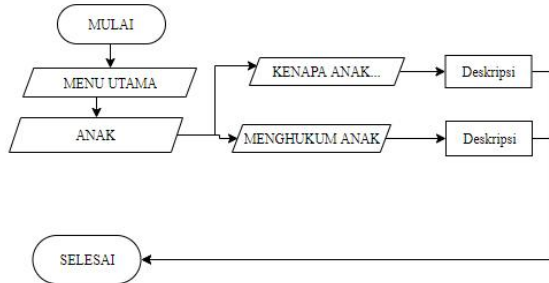 MULAI
MENU UTAMA
KENAPA ANAK...
Deskripsi
ANAK
MENGHUKUM ANAK
Deskripsi
SELESAI